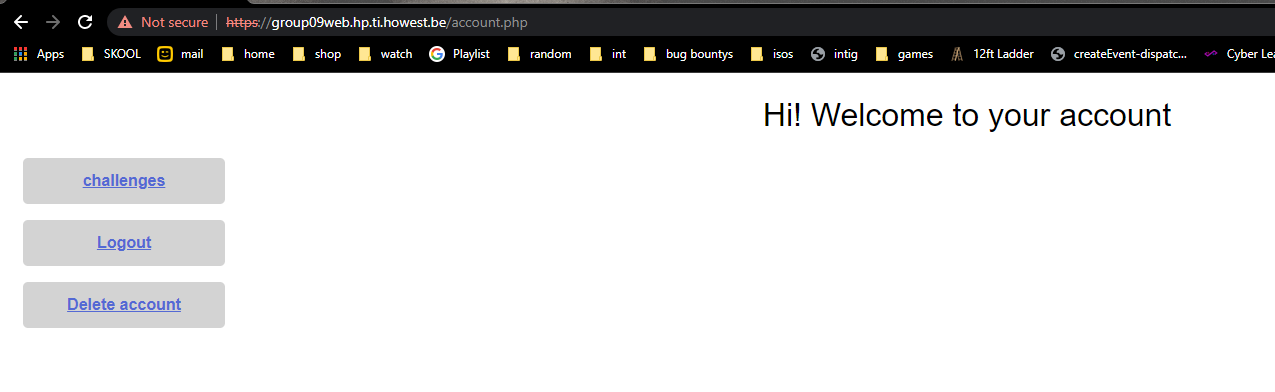 Not secure https://group09web.hp.ti.howest.be/account.php
Apps SKOOL mail home shop watch Playlist random int bug bountys isos intig games 12ft Ladder createEvent-dispatc... Cyber Lea
Hi! Welcome to your account
challenges
Logout
Delete account